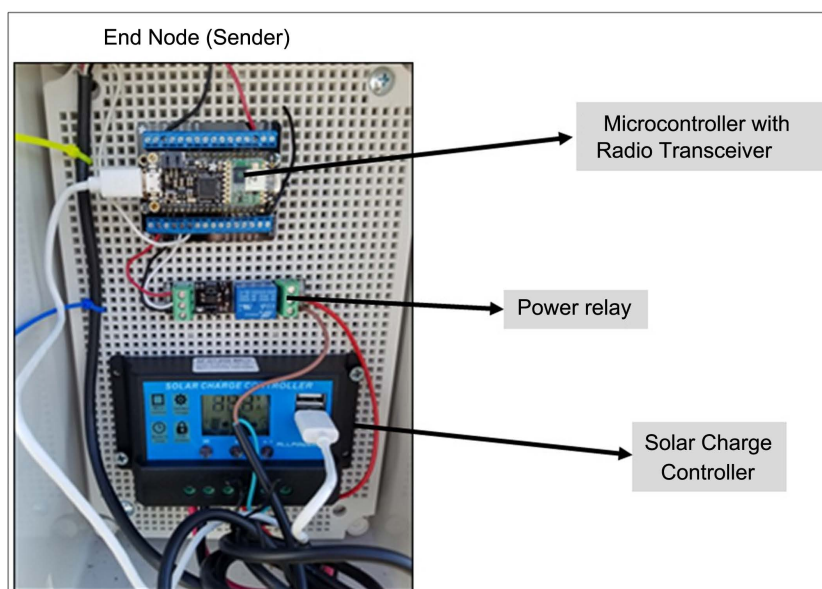 End Node (Sender)
Microcontroller with
Radio Transceiver
Power relay
SOLAR CHARGE CONTROLLER
Solar Charge
Controller